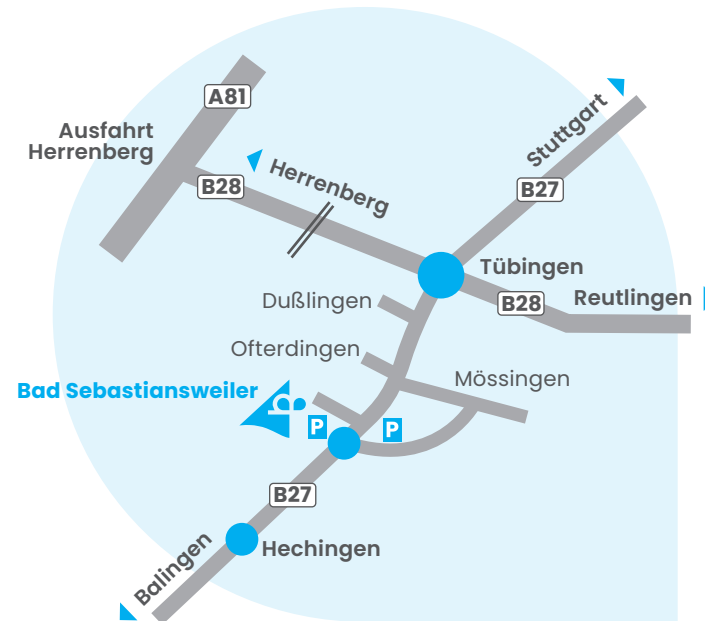 A81
Ausfahrt
Herrenberg
B28
Herrenberg
Stuttgart
B27
Tübingen
B28
Reutlingen
Dußlingen
Ofterdingen
Mössingen
Bad Sebastiansweiler
P
P
B27
Hechingen
Balingen